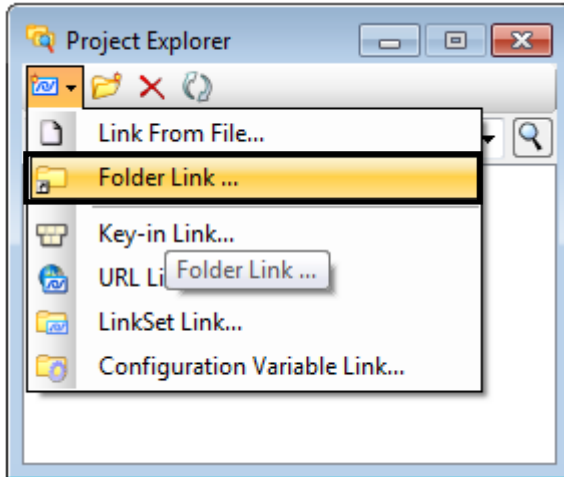 Project Explorer
Link From File...
Folder Link ...
Key-in Link...
URL Li
Folder Link ...
LinkSet Link...
Configuration Variable Link...